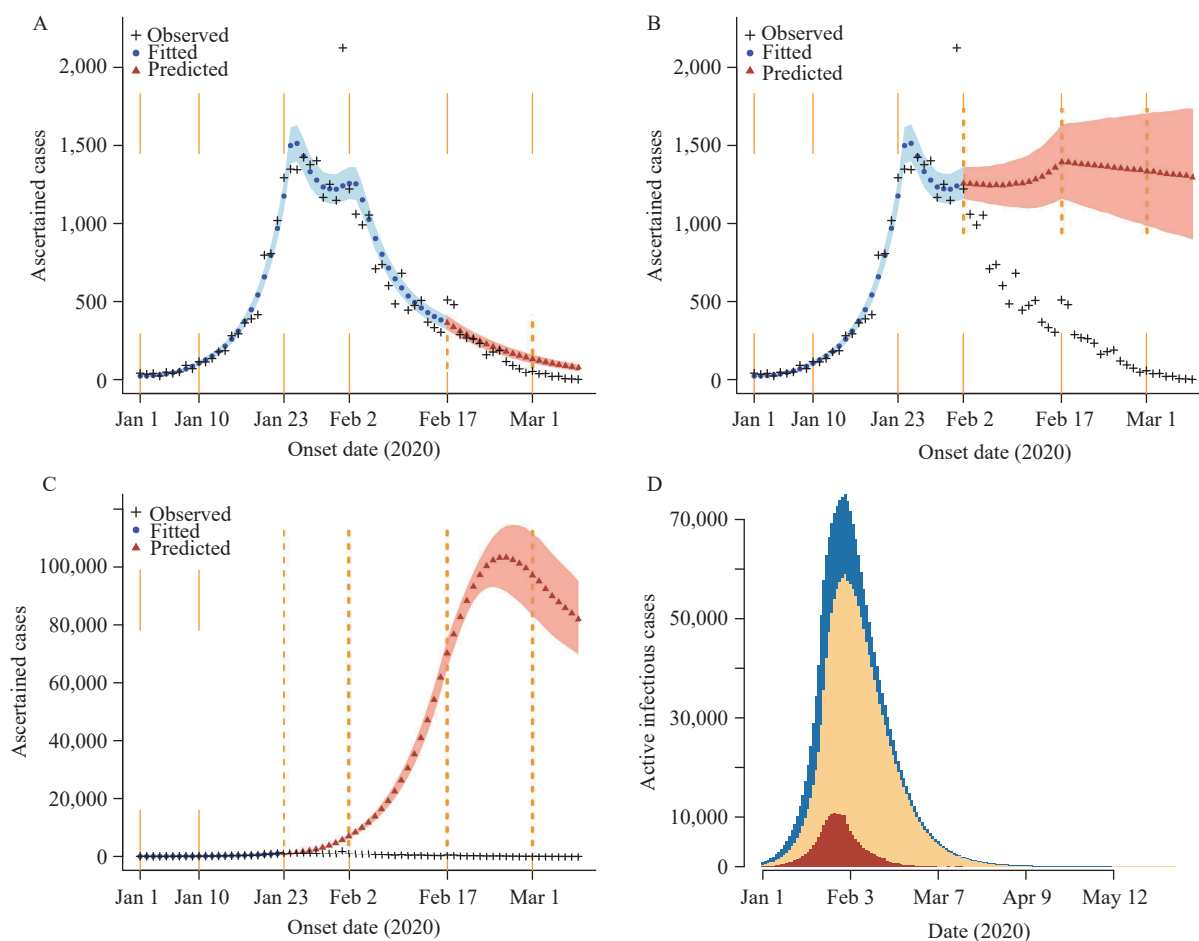 A
+ Observed
Fitted
Predicted
2,000
1,500
1,000
500
0
Ascertained cases
Jan 1 Jan 10 Jan 23 Feb 2 Feb 17 Mar 1
Onset date (2020)
B
+ Observed
Fitted
Predicted
2,000
1,500
1,000
500
0
Ascertained cases
Jan 1 Jan 10 Jan 23 Feb 2 Feb 17 Mar 1
Onset date (2020)
C
+ Observed
Fitted
Predicted
100,000
80,000
60,000
40,000
20,000
0
Ascertained cases
Jan 1 Jan 10 Jan 23 Feb 2 Feb 17 Mar 1
Onset date (2020)
D
70,000
50,000
30,000
10,000
0
Active infectious cases
Jan 1 Feb 3 Mar 7 Apr 9 May 12
Date (2020)